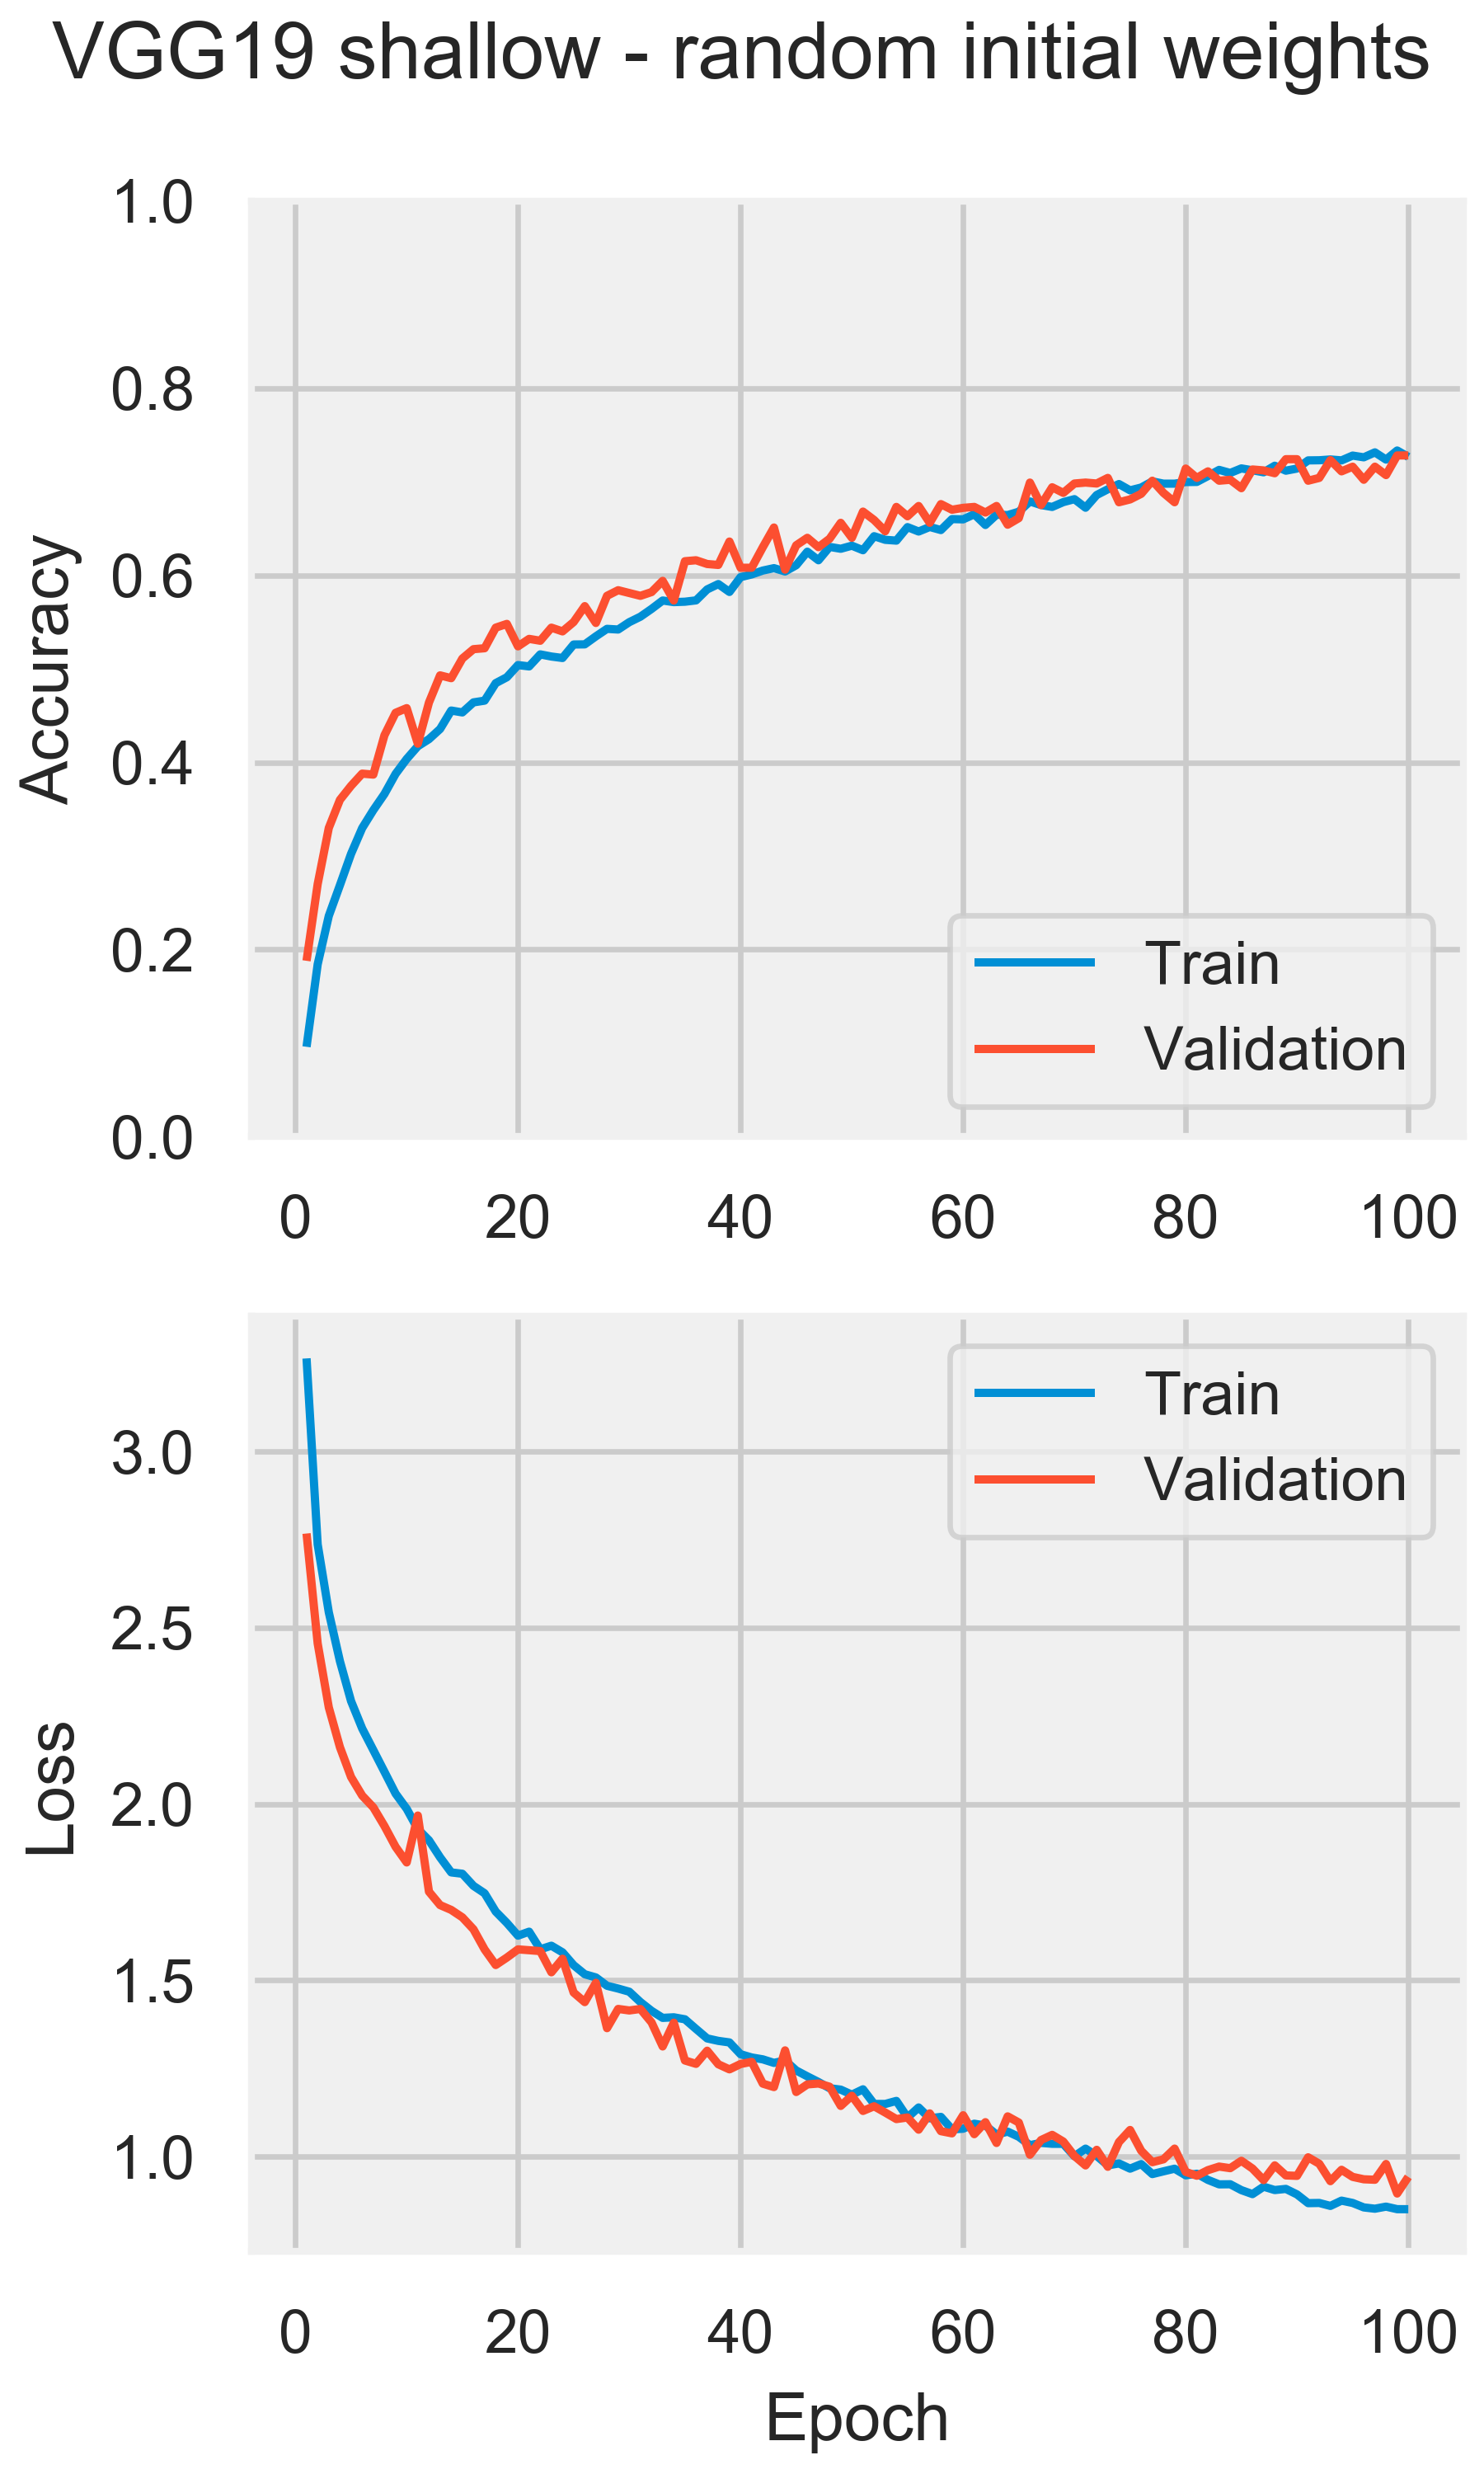 VGG19 shallow - random initial weights
1.0
0.8
0.6
0.4
0.2
0.0
Accuracy
Train
Validation
0 20 40 60 80 100
3.0
2.5
2.0
1.5
1.0
Loss
Train
Validation
0 20 40 60 80 100
Epoch